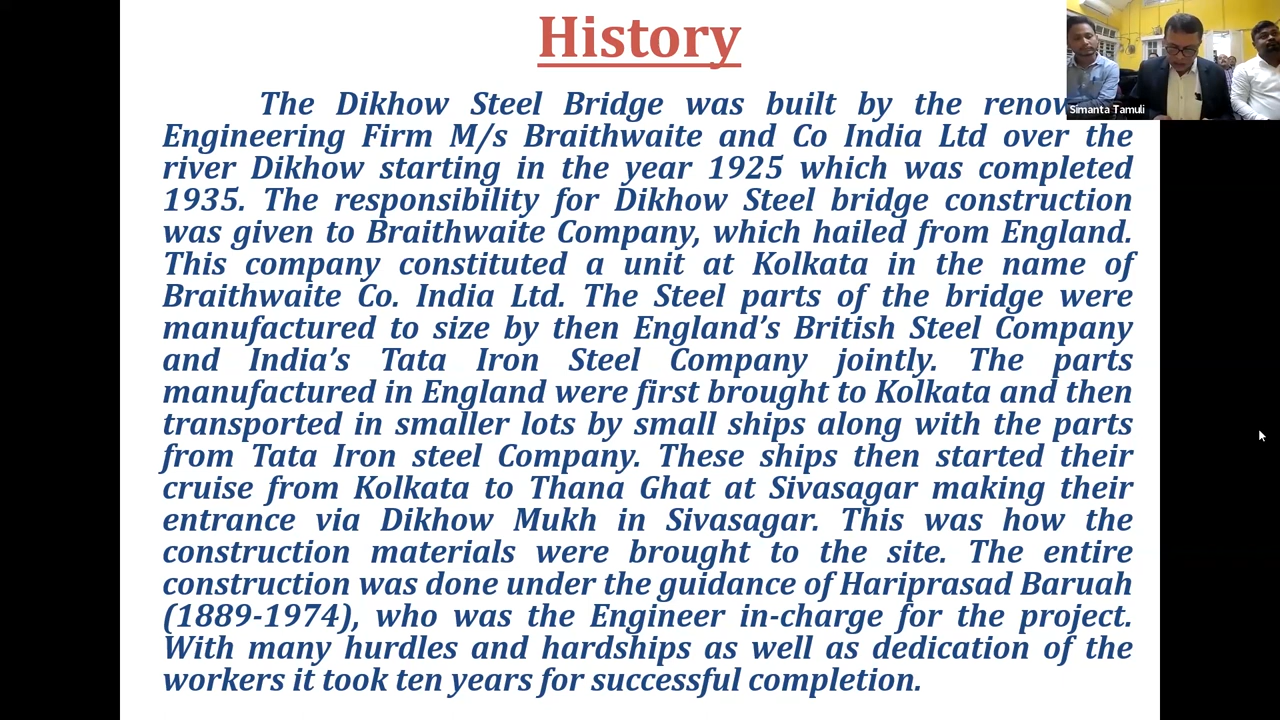 History
The Dikhow Steel Bridge was built by the
Engineering Firm M/s Braithwaite and Co India Ltd over the
river Dikhow starting in the year 1925 which was completed
1935. The responsibility for Dikhow Steel bridge construction
was given to Braithwaite Company, which hailed from England.
This company constituted a unit at Kolkata in the name of
Braithwaite Co. India Ltd. The Steel parts of the bridge were
manufactured to size by then England’s British Steel Company
and India’s Tata Iron Steel Company jointly. The parts
manufactured in England were first brought to Kolkata and then
transported in smaller lots by small ships along with the parts
from Tata Iron steel Company. These ships then started their
cruise from Kolkata to Thana Ghat at Sivasagar making their
entrance via Dikhow Mukh in Sivasagar. This was how the
construction materials were brought to the site. The entire
construction was done under the guidance of Hariprasad Baruah
(1889-1974), who was the Engineer in-charge for the project.
With many hurdles and hardships as well as dedication of the
workers it took ten years for successful completion.
Simanta Tamuli